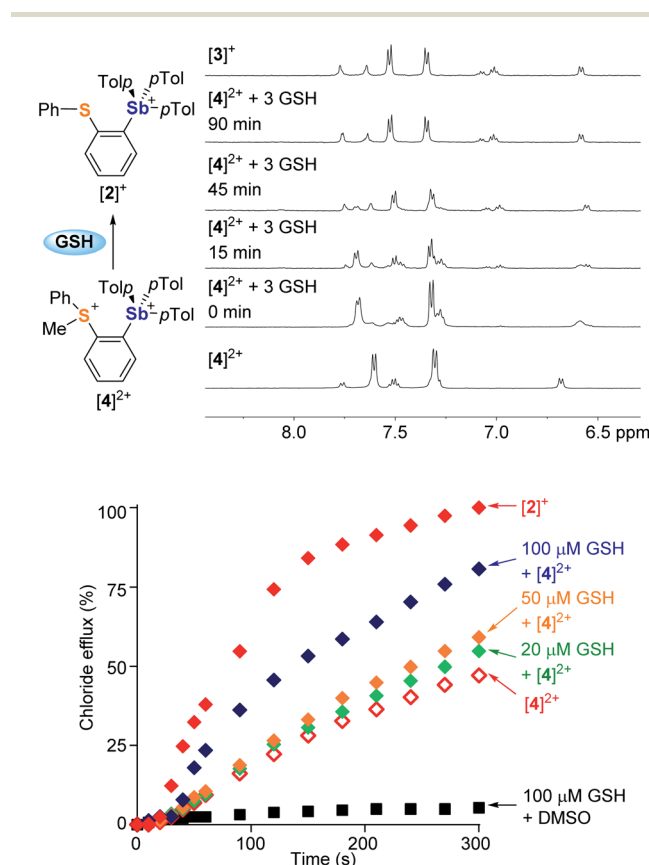 [3]⁺
[4]²⁺ + 3 GSH
90 min
[4]²⁺ + 3 GSH
45 min
[4]²⁺ + 3 GSH
15 min
[4]²⁺ + 3 GSH
0 min
[4]²⁺
8.0 7.5 7.0 6.5 ppm
Tolp pTol
Ph S Sb⁺ pTol
[2]⁺
GSH
Ph Tolp pTol
S⁺ Sb⁺ pTol
Me
[4]²⁺
Chloride efflux (%)
100
75
50
25
0
0 100 200 300
Time (s)
[2]⁺
100 μM GSH
+ [4]²⁺
50 μM GSH
+ [4]²⁺
20 μM GSH
+ [4]²⁺
[4]²⁺
100 μM GSH
+ DMSO